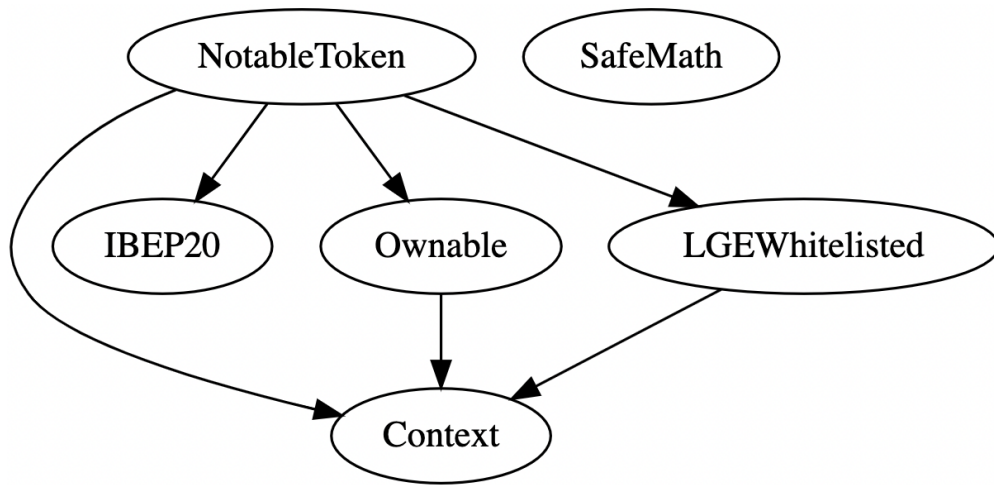 NotableToken
SafeMath
IBEP20
Ownable
LGEWhitelisted
Context